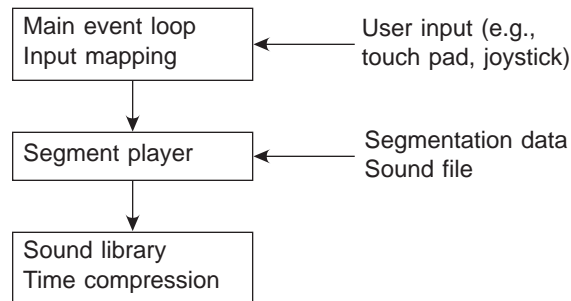 Main event loop
Input mapping
User input (e.g.,
touch pad, joystick)
Segment player
Segmentation data
Sound file
Sound library
Time compression